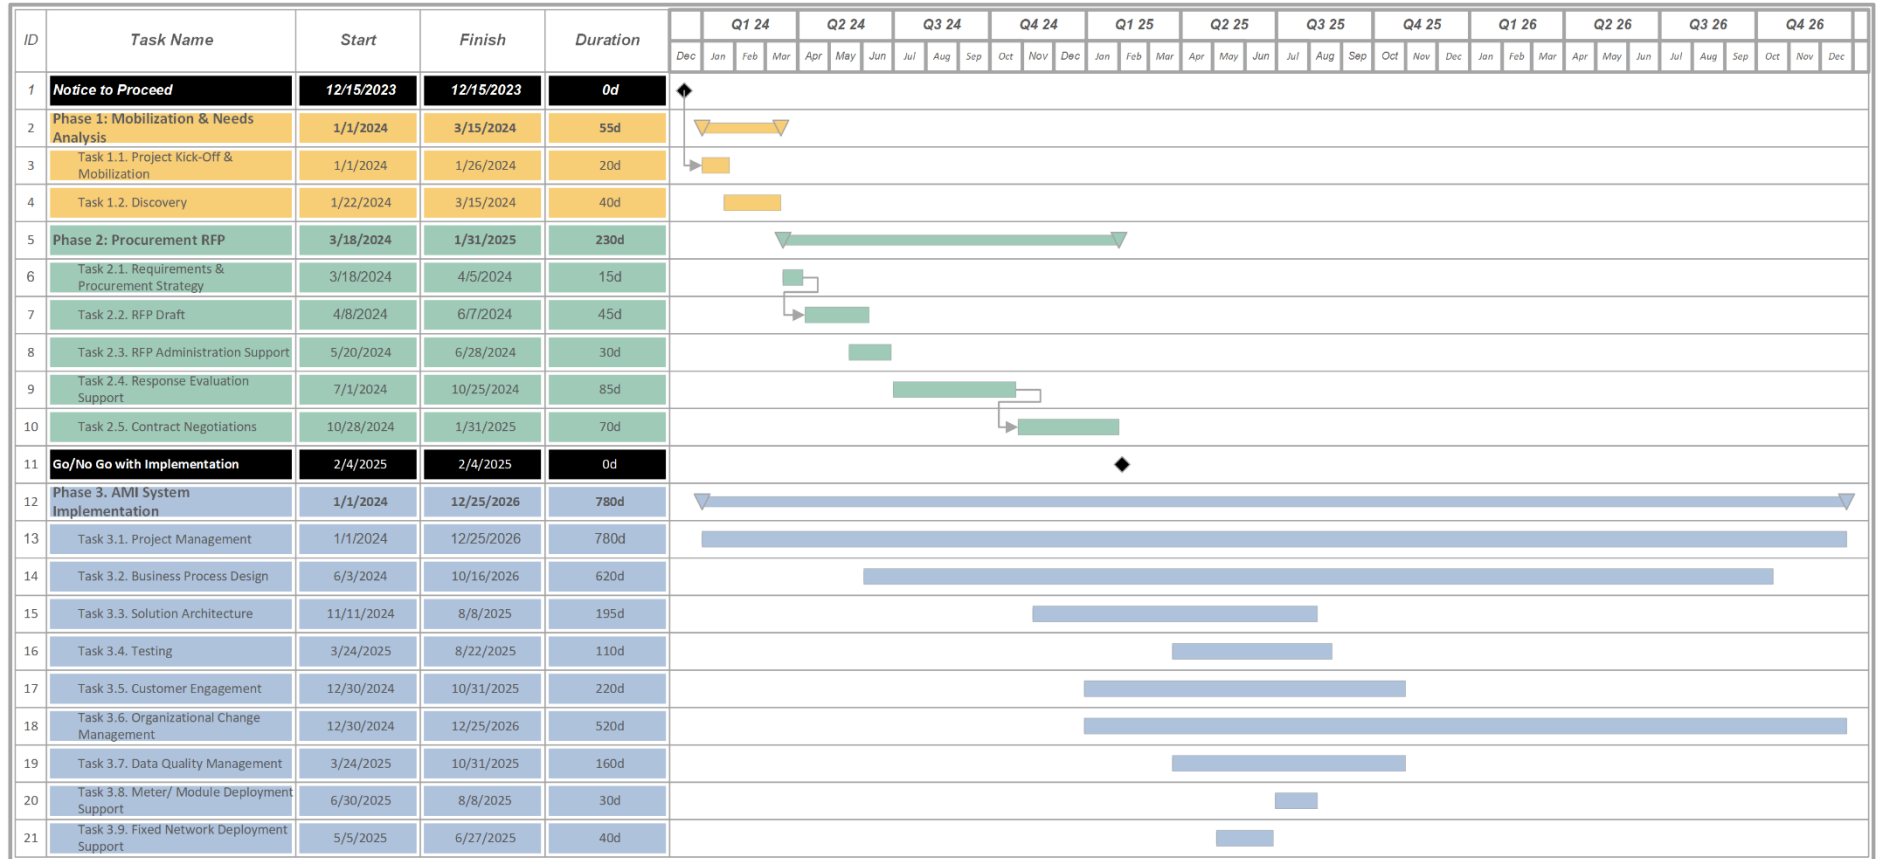 ID Task Name Start Finish Duration Q1 24 Q2 24 Q3 24 Q4 24 Q1 25 Q2 25 Q3 25 Q4 25 Q1 26 Q2 26 Q3 26 Q4 26
Dec Jan Feb Mar Apr May Jun Jul Aug Sep Oct Nov Dec Jan Feb Mar Apr May Jun Jul Aug Sep Oct Nov Dec Jan Feb Mar Apr May Jun Jul Aug Sep Oct Nov Dec
1 Notice to Proceed 12/15/2023 12/15/2023 0d
2 Phase 1: Mobilization & Needs
Analysis 1/1/2024 3/15/2024 55d
3 Task 1.1. Project Kick-Off &
Mobilization 1/1/2024 1/26/2024 20d
4 Task 1.2. Discovery 1/22/2024 3/15/2024 40d
5 Phase 2: Procurement RFP 3/18/2024 1/31/2025 230d
6 Task 2.1. Requirements &
Procurement Strategy 3/18/2024 4/5/2024 15d
7 Task 2.2. RFP Draft 4/8/2024 6/7/2024 45d
8 Task 2.3. RFP Administration Support 5/20/2024 6/28/2024 30d
9 Task 2.4. Response Evaluation
Support 7/1/2024 10/25/2024 85d
10 Task 2.5. Contract Negotiations 10/28/2024 1/31/2025 70d
11 Go/No Go with Implementation 2/4/2025 2/4/2025 0d
12 Phase 3. AMI System
Implementation 1/1/2024 12/25/2026 780d
13 Task 3.1. Project Management 1/1/2024 12/25/2026 780d
14 Task 3.2. Business Process Design 6/3/2024 10/16/2026 620d
15 Task 3.3. Solution Architecture 11/11/2024 8/8/2025 195d
16 Task 3.4. Testing 3/24/2025 8/22/2025 110d
17 Task 3.5. Customer Engagement 12/30/2024 10/31/2025 220d
18 Task 3.6. Organizational Change
Management 12/30/2024 12/25/2026 520d
19 Task 3.7. Data Quality Management 3/24/2025 10/31/2025 160d
20 Task 3.8. Meter/ Module Deployment
Support 6/30/2025 8/8/2025 30d
21 Task 3.9. Fixed Network Deployment
Support 5/5/2025 6/27/2025 40d